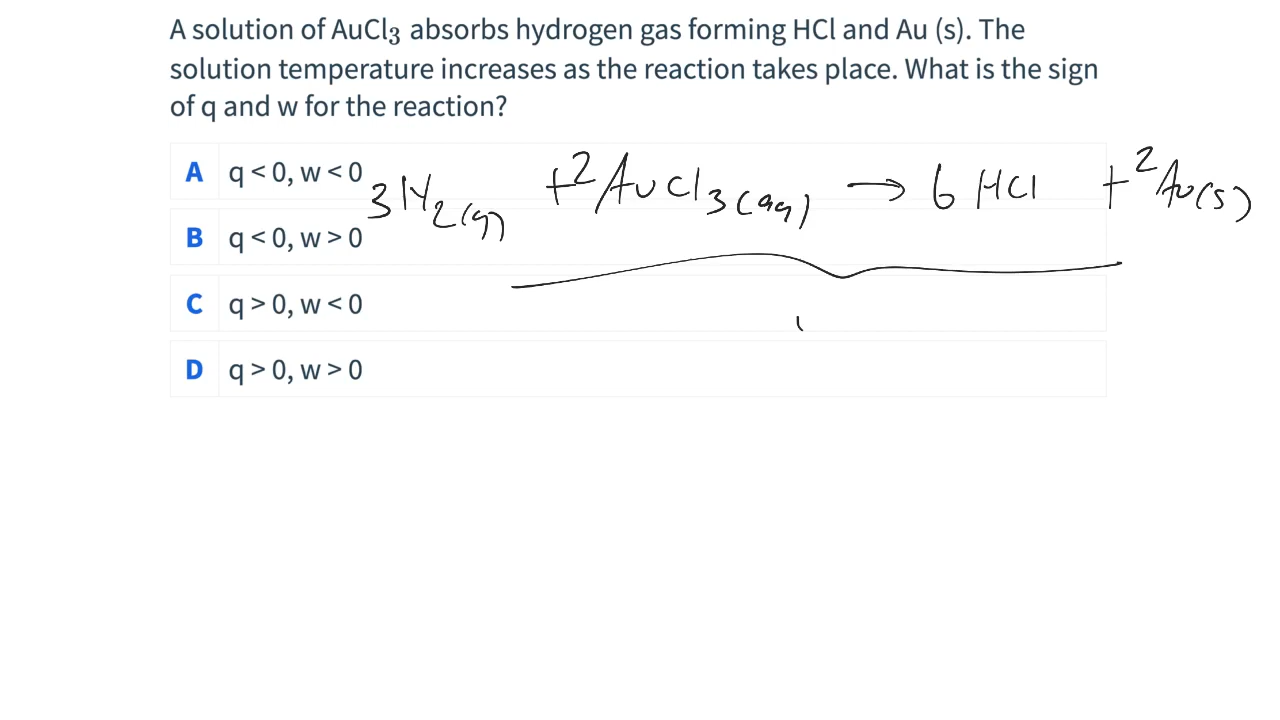 A solution of AuCl₃ absorbs hydrogen gas forming HCl and Au (s). The
solution temperature increases as the reaction takes place. What is the sign
of q and w for the reaction?
A q < 0, w < 0
3H₂(g) + 2AuCl₃(aq) → 6 HCl + 2Au(s)
B q < 0, w > 0
C q > 0, w < 0
D q > 0, w > 0